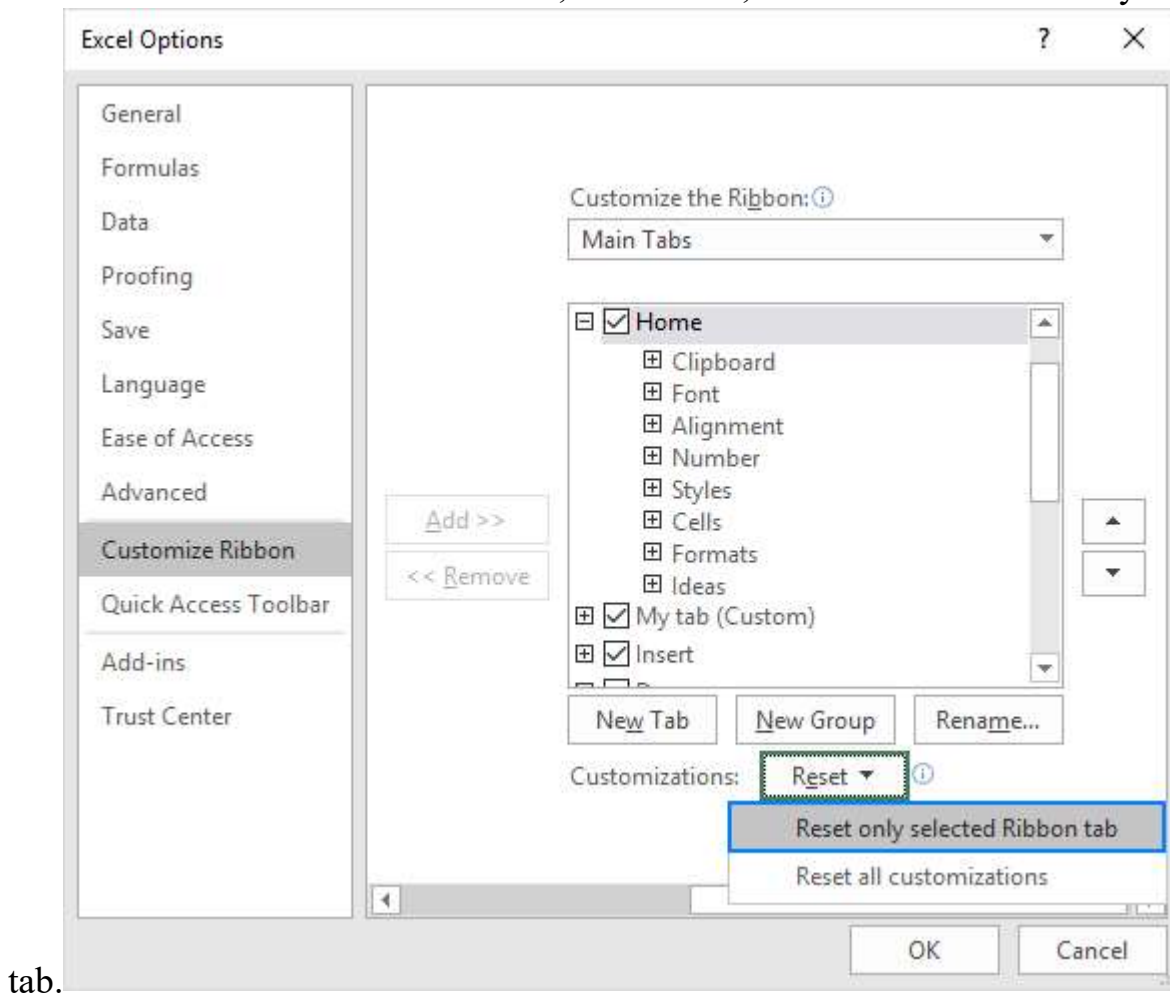 Excel Options ? ×
General
Formulas
Data
Proofing
Save
Language
Ease of Access
Advanced
Customize Ribbon
Quick Access Toolbar
Add-ins
Trust Center
Customize the Ribbon:
Main Tabs
Home
Clipboard
Font
Alignment
Number
Styles
Cells
Formats
Ideas
My tab (Custom)
Insert
Add >>
<< Remove
New Tab New Group Rename...
Customizations: Reset
Reset only selected Ribbon tab
Reset all customizations
OK Cancel
tab.